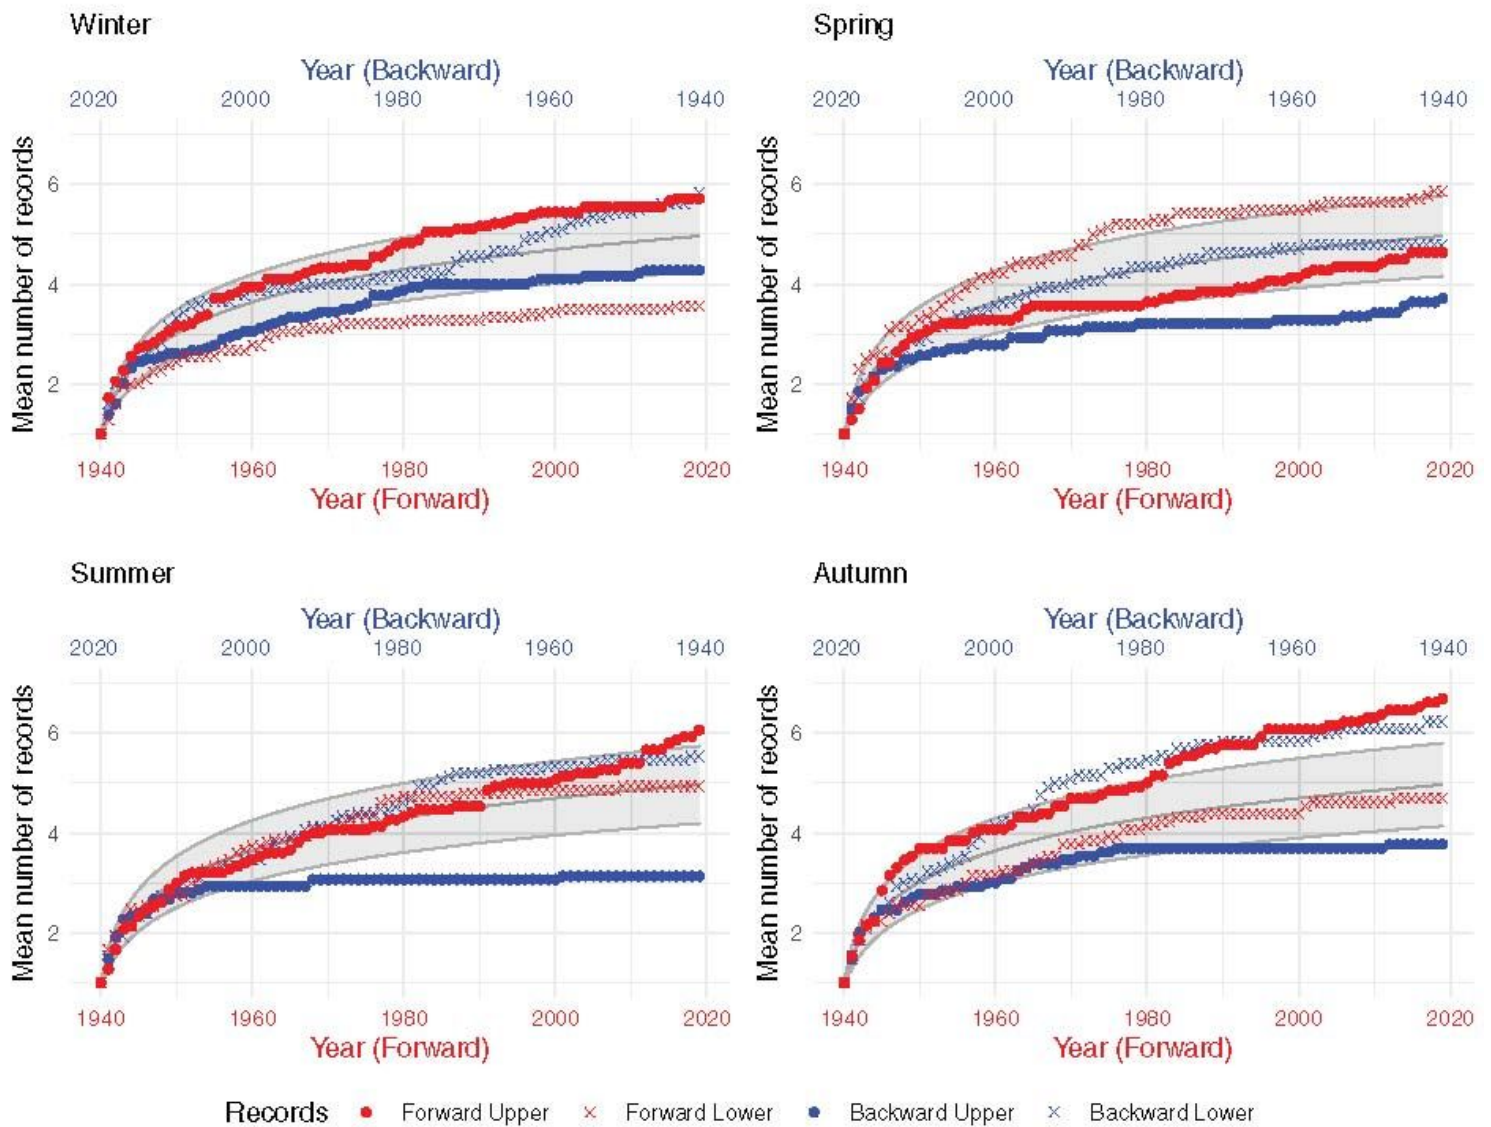 Winter
Year (Backward)
2020 2000 1980 1960 1940
Mean number of records
6
4
2
1940 1960 1980 2000 2020
Year (Forward)
Spring
Year (Backward)
2020 2000 1980 1960 1940
Mean number of records
6
4
2
1940 1960 1980 2000 2020
Year (Forward)
Summer
Year (Backward)
2020 2000 1980 1960 1940
Mean number of records
6
4
2
1940 1960 1980 2000 2020
Year (Forward)
Autumn
Year (Backward)
2020 2000 1980 1960 1940
Mean number of records
6
4
2
1940 1960 1980 2000 2020
Year (Forward)
Records Forward Upper Forward Lower Backward Upper Backward Lower